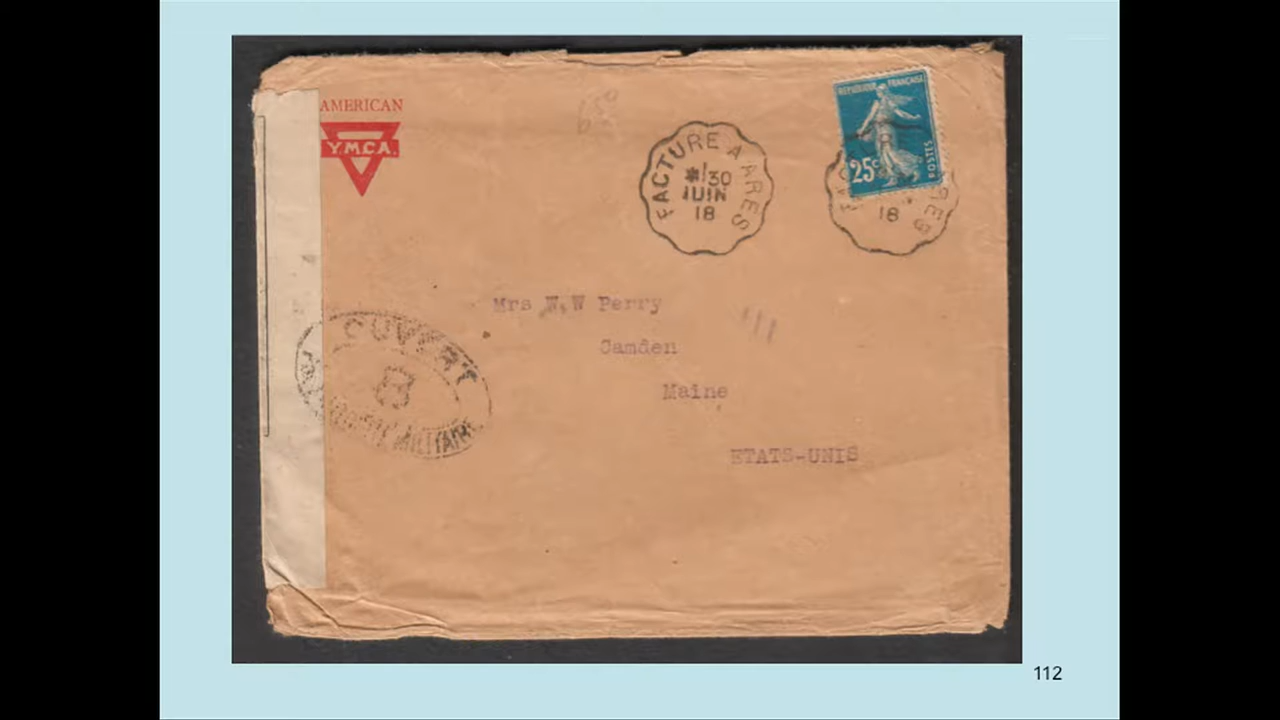 AMERICAN
Y.M.C.A.
REPUBLIQUE FRANÇAISE
25c
POSTES
FACTURE A ARES
*/30
JUIN
18
18
OUVERT
MILITAIRE
Mrs W.W Perry
Camden
Maine
ETATS-UNIS
112